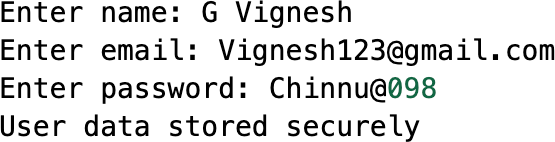 Enter name: G Vignesh
Enter email: Vignesh123@gmail.com
Enter password: Chinnu@098
User data stored securely